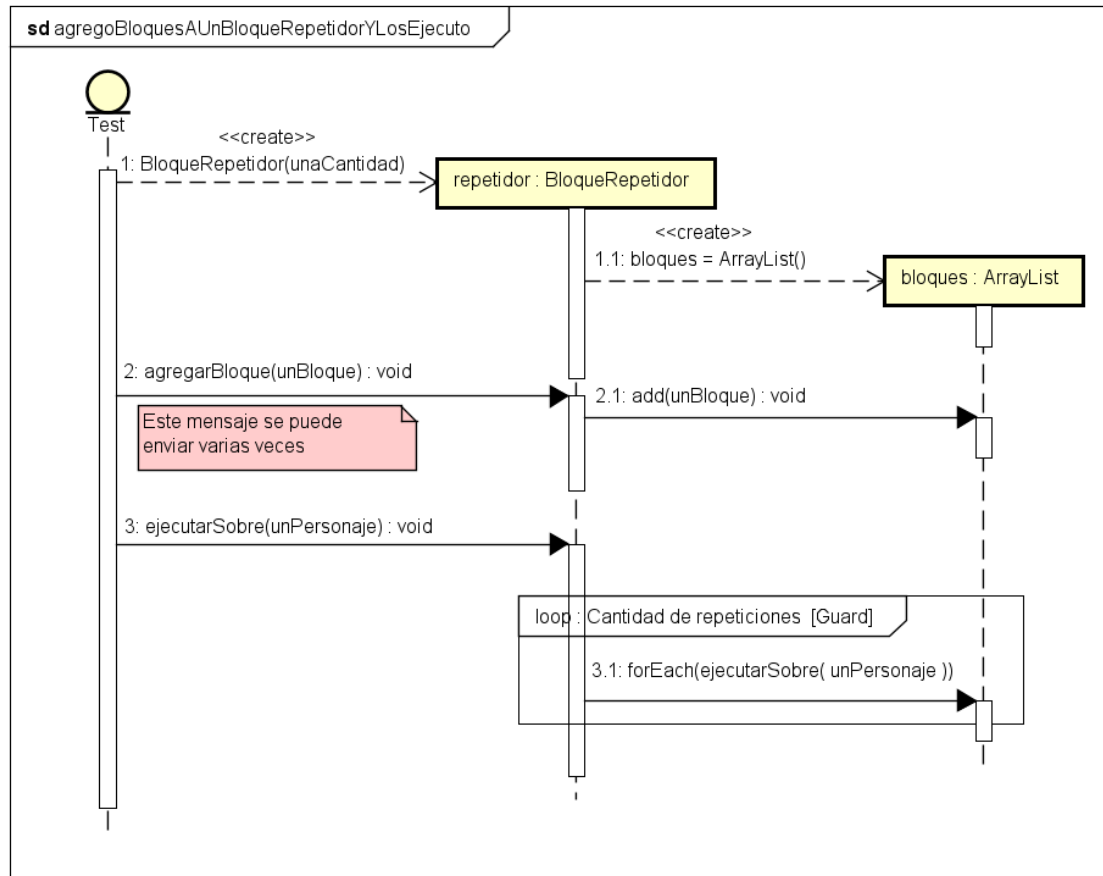 sd agregoBloquesAUnBloqueRepetidorYLosEjecuto
Test
<<create>>
1: BloqueRepetidor(unaCantidad)
repetidor : BloqueRepetidor
<<create>>
1.1: bloques = ArrayList()
bloques : ArrayList
2: agregarBloque(unBloque) : void
2.1: add(unBloque) : void
Este mensaje se puede
enviar varias veces
3: ejecutarSobre(unPersonaje) : void
loop : Cantidad de repeticiones [Guard]
3.1: forEach(ejecutarSobre( unPersonaje ))